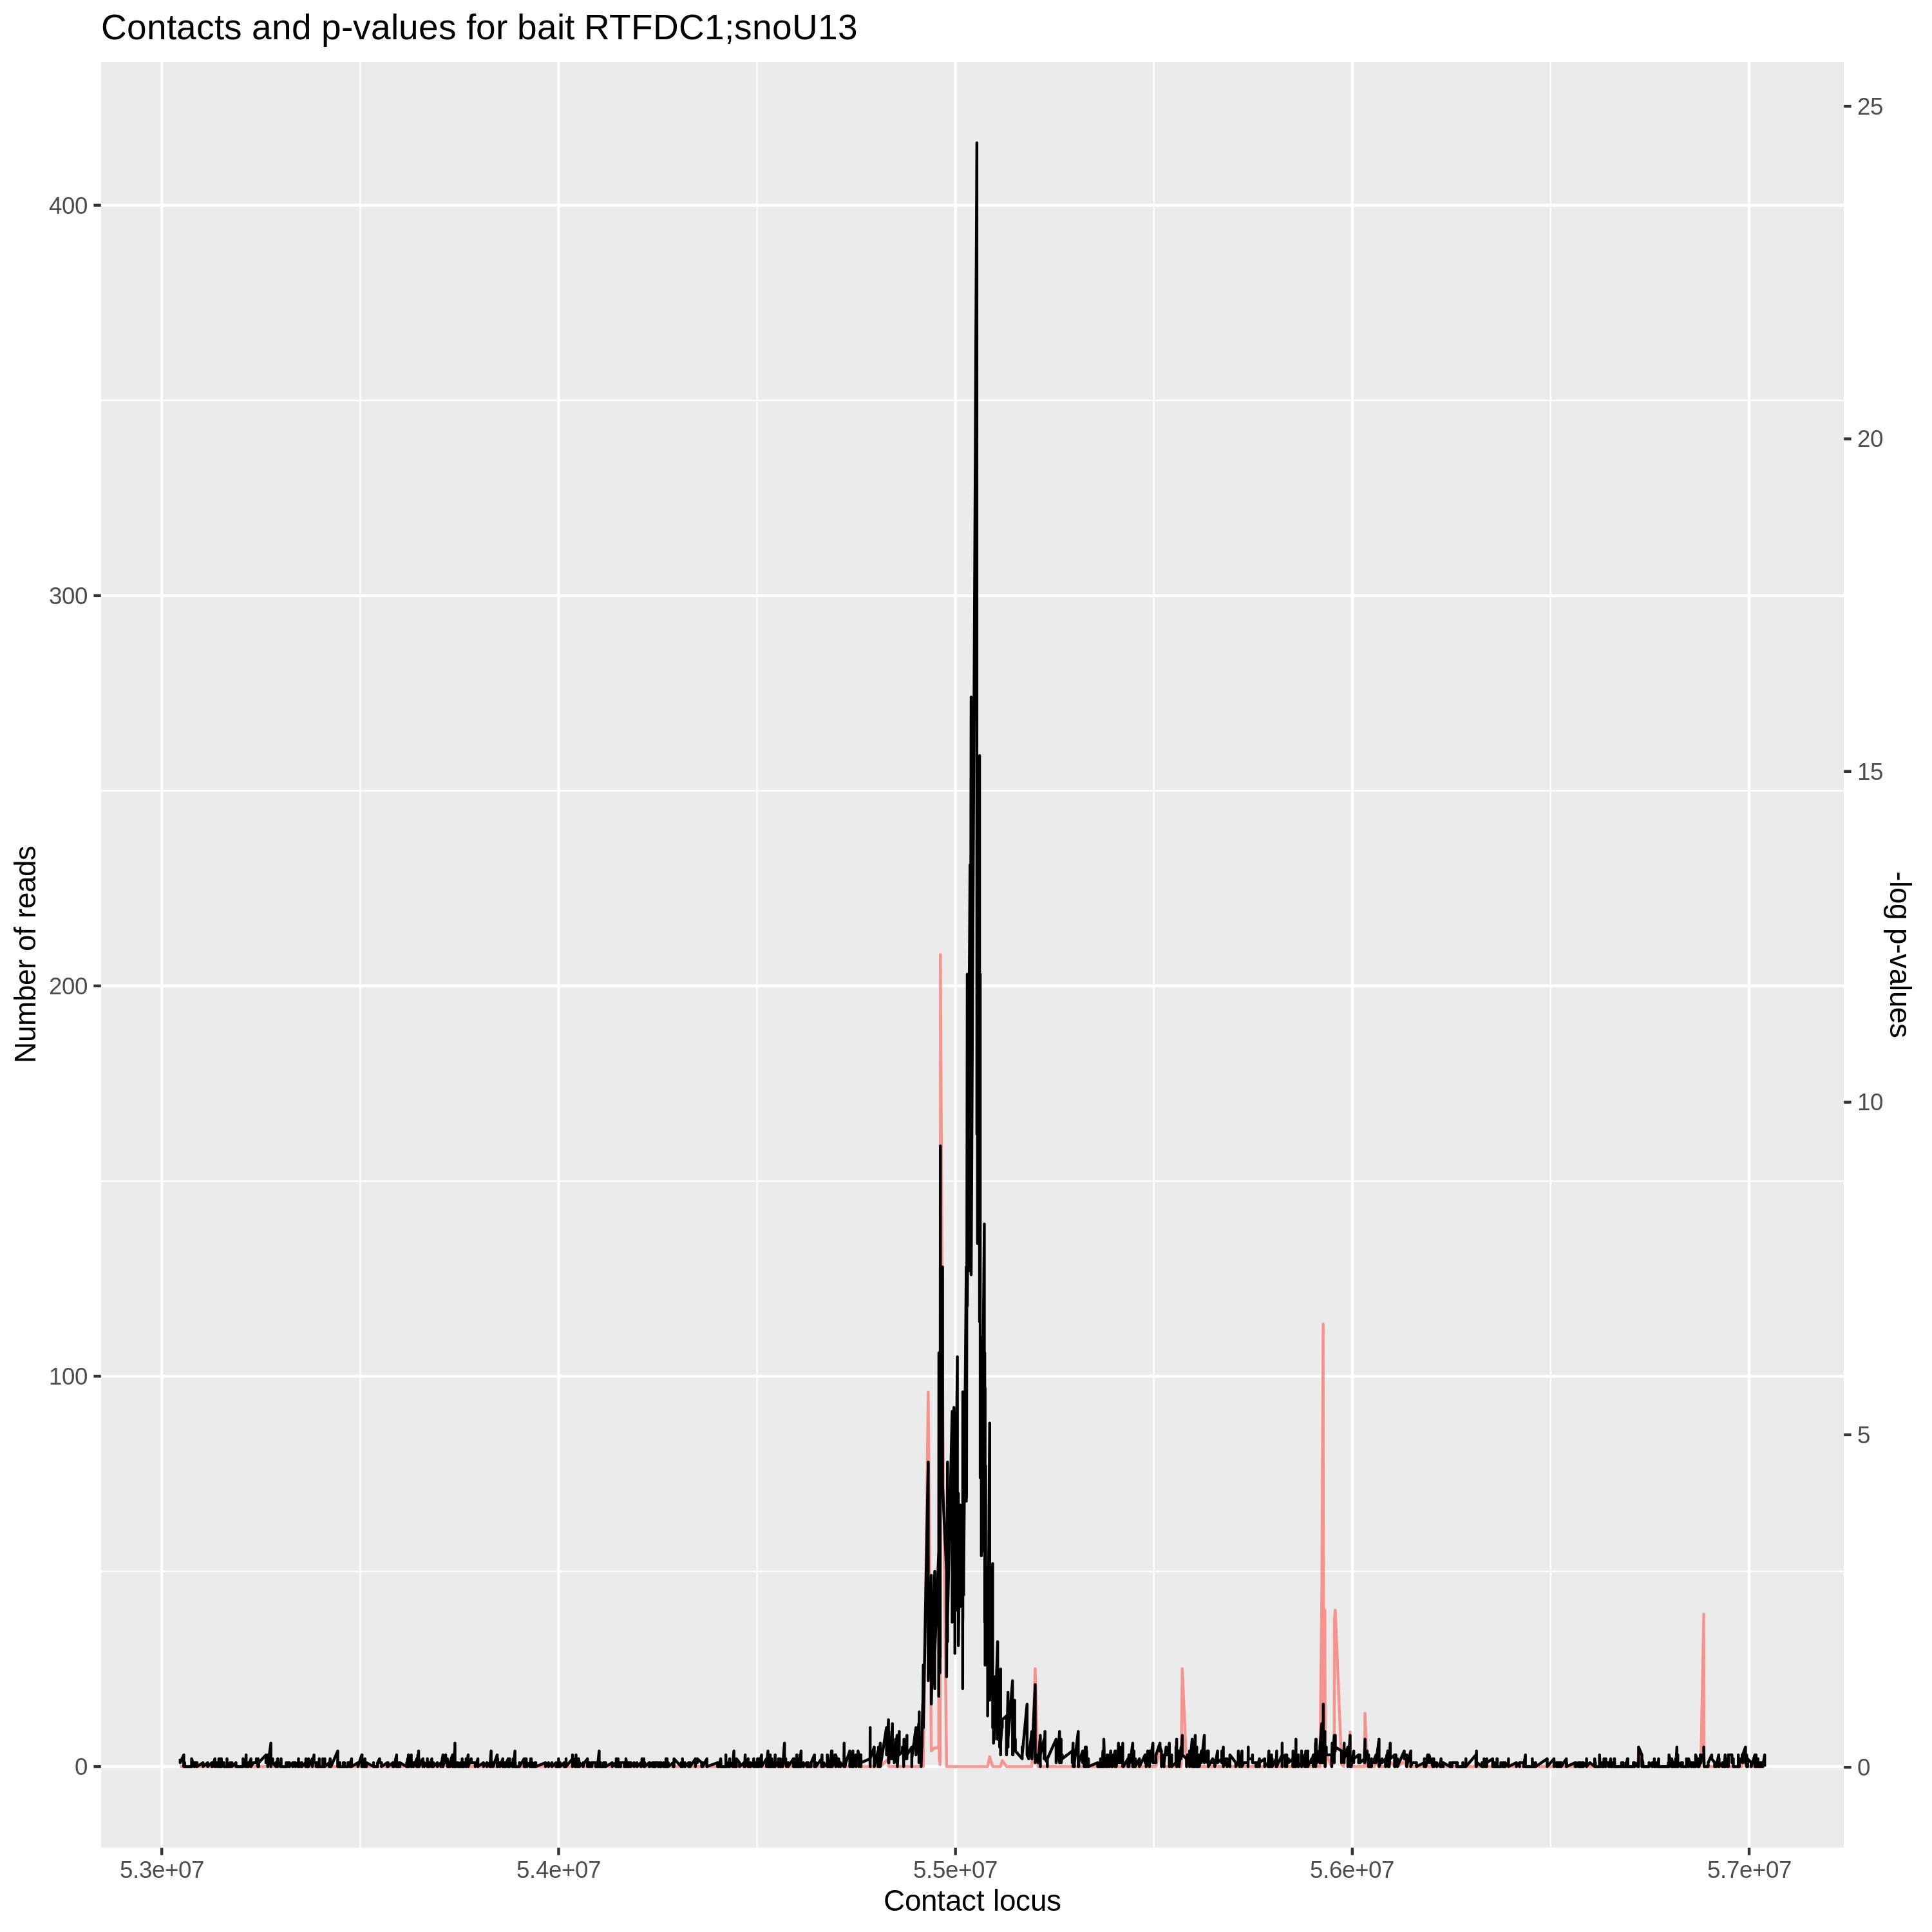 Contacts and p-values for bait RTFDC1;snoU13
25
400
20
300
15
Number of reads
-log p-values
200
10
100
5
0
0
5.3e+07
5.4e+07
5.5e+07
5.6e+07
5.7e+07
Contact locus